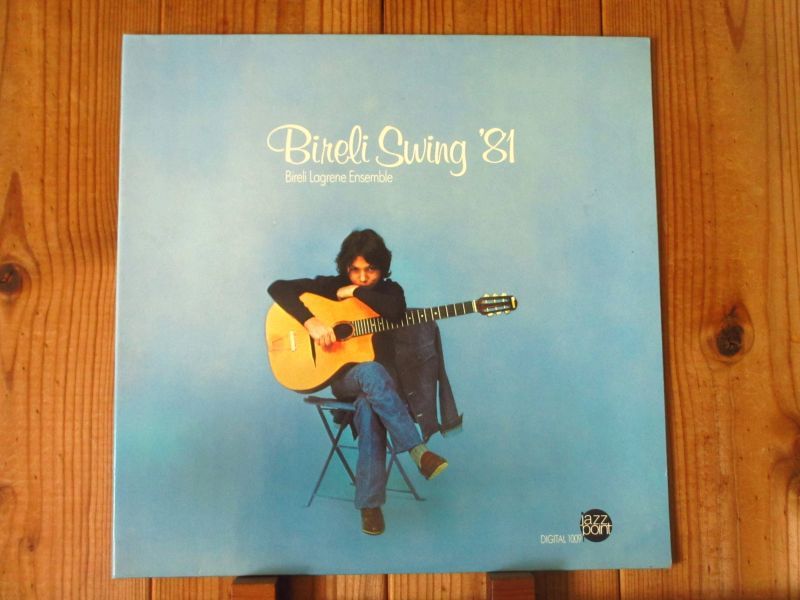 Bireli Swing '81
Bireli Lagrene Ensemble
DIGITAL 1009
jazz
point